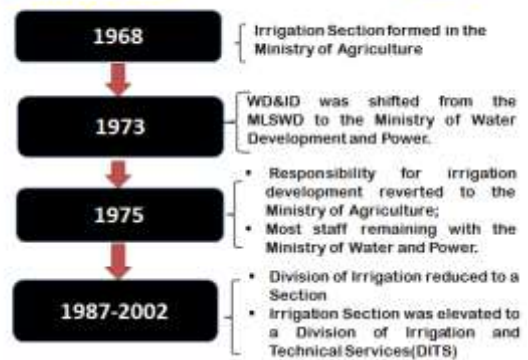 1968
Irrigation Section formed in the
Ministry of Agriculture
1973
WD&ID was shifted from the
MLSWD to the Ministry of Water
Development and Power.
1975
• Responsibility for irrigation
development reverted to the
Ministry of Agriculture;
• Most staff remaining with the
Ministry of Water and Power.
1987-2002
• Division of Irrigation reduced to a
Section
• Irrigation Section was elevated to
a Division of Irrigation and
Technical Services(DITS)